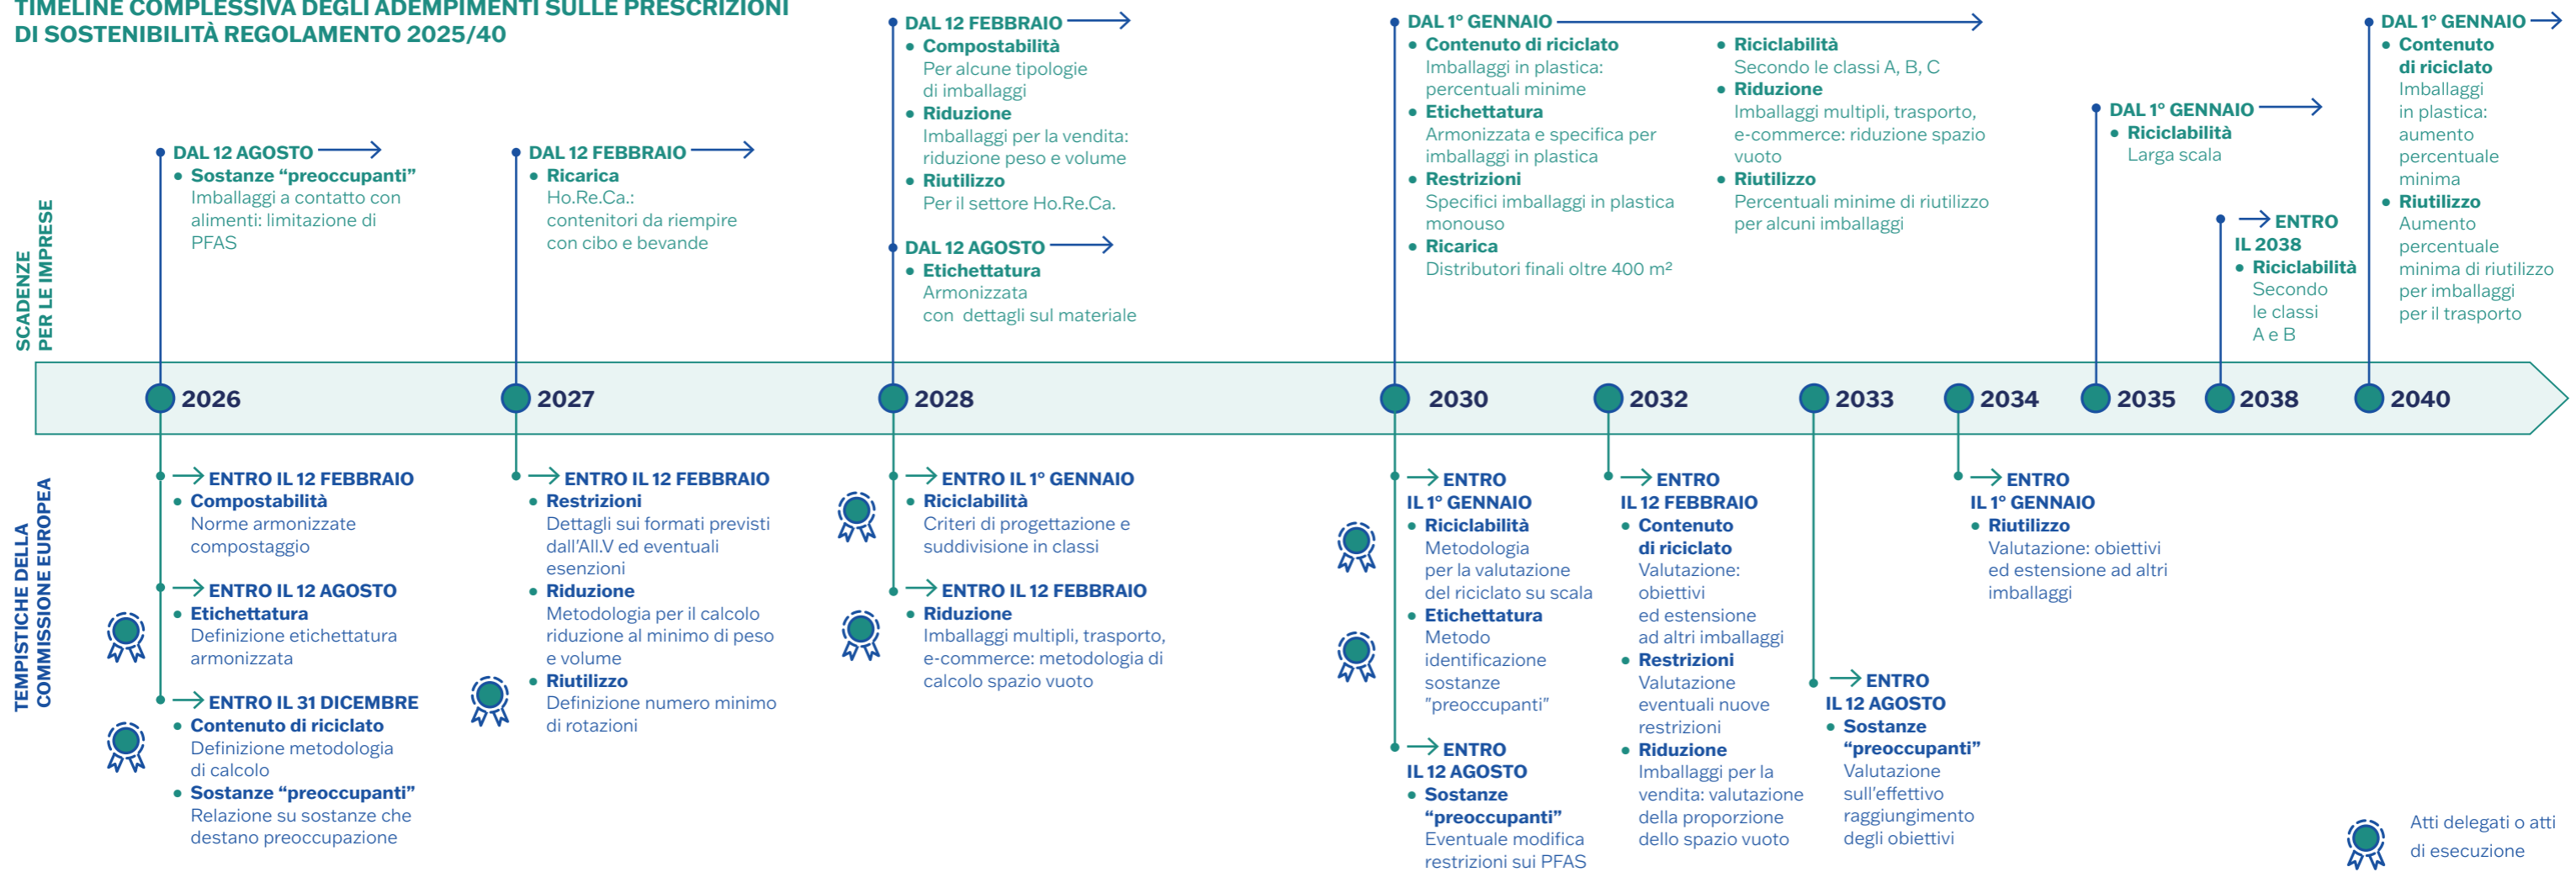 TIMELINE COMPLESSIVA DEGLI ADEMPIMENTI SULLE PRESCRIZIONI
DI SOSTENIBILITÀ REGOLAMENTO 2025/40
SCADENZE
PER LE IMPRESE
DAL 12 AGOSTO
• Sostanze “preoccupanti”
Imballaggi a contatto con
alimenti: limitazione di
PFAS
DAL 12 FEBBRAIO
• Ricarica
Ho.Re.Ca.:
contenitori da riempire
con cibo e bevande
DAL 12 FEBBRAIO
• Compostabilità
Per alcune tipologie
di imballaggi
• Riduzione
Imballaggi per la vendita:
riduzione peso e volume
• Riutilizzo
Per il settore Ho.Re.Ca.
DAL 12 AGOSTO
• Etichettatura
Armonizzata
con dettagli sul materiale
DAL 1° GENNAIO
• Contenuto di riciclato
Imballaggi in plastica:
percentuali minime
• Etichettatura
Armonizzata e specifica per
imballaggi in plastica
• Restrizioni
Specifici imballaggi in plastica
monouso
• Ricarica
Distributori finali oltre 400 m²
• Riciclabilità
Secondo le classi A, B, C
• Riduzione
Imballaggi multipli, trasporto,
e-commerce: riduzione spazio
vuoto
• Riutilizzo
Percentuali minime di riutilizzo
per alcuni imballaggi
DAL 1° GENNAIO
• Riciclabilità
Larga scala
ENTRO
IL 2038
• Riciclabilità
Secondo
le classi
A e B
DAL 1° GENNAIO
• Contenuto
di riciclato
Imballaggi
in plastica:
aumento
percentuale
minima
• Riutilizzo
Aumento
percentuale
minima di riutilizzo
per imballaggi
per il trasporto
2026
2027
2028
2030
2032
2033
2034
2035
2038
2040
TEMPISTICHE DELLA
COMMISSIONE EUROPEA
ENTRO IL 12 FEBBRAIO
• Compostabilità
Norme armonizzate
compostaggio
ENTRO IL 12 AGOSTO
• Etichettatura
Definizione etichettatura
armonizzata
ENTRO IL 31 DICEMBRE
• Contenuto di riciclato
Definizione metodologia
di calcolo
• Sostanze “preoccupanti”
Relazione su sostanze che
destano preoccupazione
ENTRO IL 12 FEBBRAIO
• Restrizioni
Dettagli sui formati previsti
dall’All.V ed eventuali
esenzioni
• Riduzione
Metodologia per il calcolo
riduzione al minimo di peso
e volume
• Riutilizzo
Definizione numero minimo
di rotazioni
ENTRO IL 1° GENNAIO
• Riciclabilità
Criteri di progettazione e
suddivisione in classi
ENTRO IL 12 FEBBRAIO
• Riduzione
Imballaggi multipli, trasporto,
e-commerce: metodologia di
calcolo spazio vuoto
ENTRO
IL 1° GENNAIO
• Riciclabilità
Metodologia
per la valutazione
del riciclato su scala
• Etichettatura
Metodo
identificazione
sostanze
"preoccupanti"
ENTRO
IL 12 AGOSTO
• Sostanze
“preoccupanti”
Eventuale modifica
restrizioni sui PFAS
ENTRO
IL 12 FEBBRAIO
• Contenuto
di riciclato
Valutazione:
obiettivi
ed estensione
ad altri imballaggi
• Restrizioni
Valutazione
eventuali nuove
restrizioni
• Riduzione
Imballaggi per la
vendita: valutazione
della proporzione
dello spazio vuoto
ENTRO
IL 12 AGOSTO
• Sostanze
“preoccupanti”
Valutazione
sull’effettivo
raggiungimento
degli obiettivi
ENTRO
IL 1° GENNAIO
• Riutilizzo
Valutazione: obiettivi
ed estensione ad altri
imballaggi
Atti delegati o atti
di esecuzione